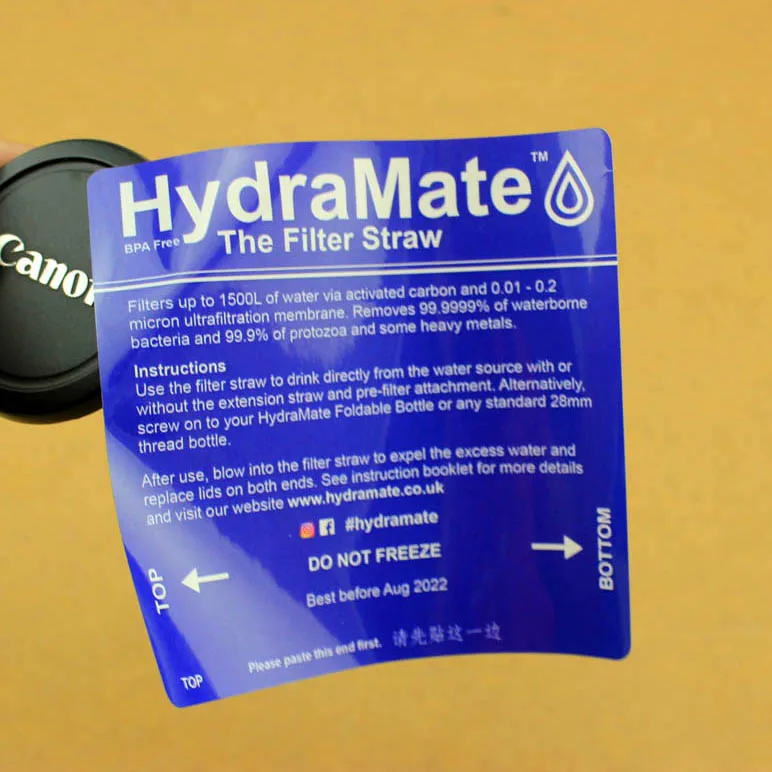 Canon
HydraMate™
BPA Free
The Filter Straw
Filters up to 1500L of water via activated carbon and 0.01 - 0.2
micron ultrafiltration membrane. Removes 99.9999% of waterborne
bacteria and 99.9% of protozoa and some heavy metals.
Instructions
Use the filter straw to drink directly from the water source with or
without the extension straw and pre-filter attachment. Alternatively,
screw on to your HydraMate Foldable Bottle or any standard 28mm
thread bottle.
After use, blow into the filter straw to expel the excess water and
replace lids on both ends. See instruction booklet for more details
and visit our website www.hydramate.co.uk
#hydramate
DO NOT FREEZE
Best before Aug 2022
TOP
BOTTOM
Please paste this end first. 请先贴这一边
TOP